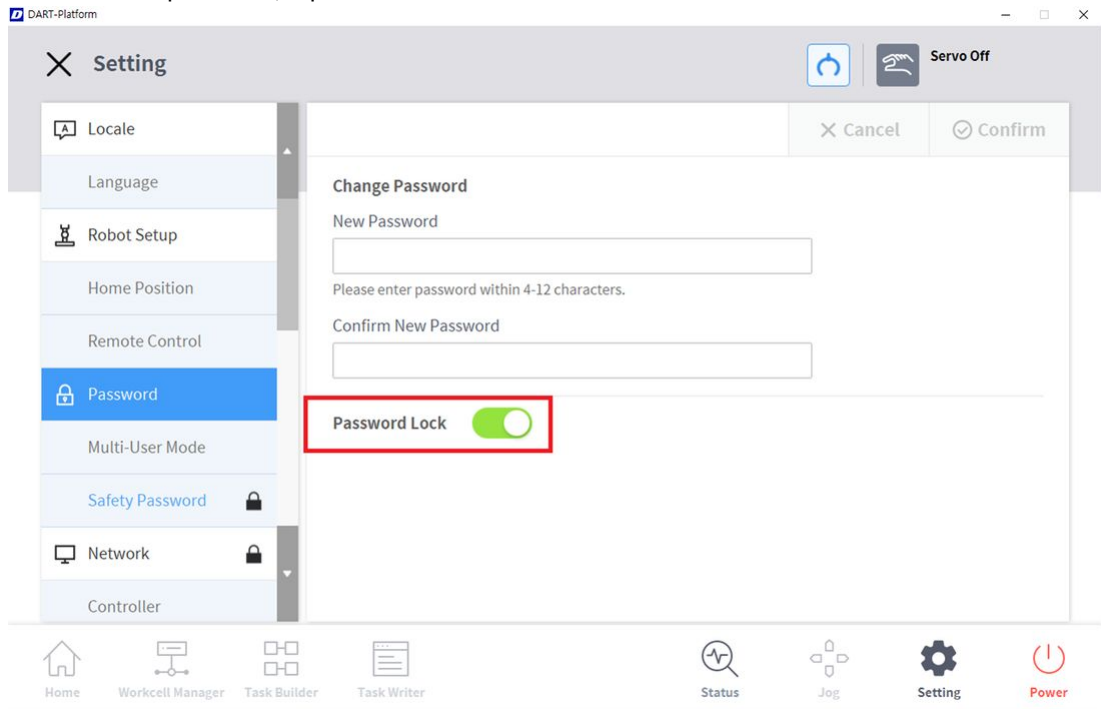 DART-Platform
Setting
Servo Off
Locale
Cancel
Confirm
Language
Change Password
New Password
Robot Setup
Home Position
Please enter password within 4-12 characters.
Confirm New Password
Remote Control
Password
Password Lock
Multi-User Mode
Safety Password
Network
Controller
Home
Workcell Manager
Task Builder
Task Writer
Status
Jog
Setting
Power